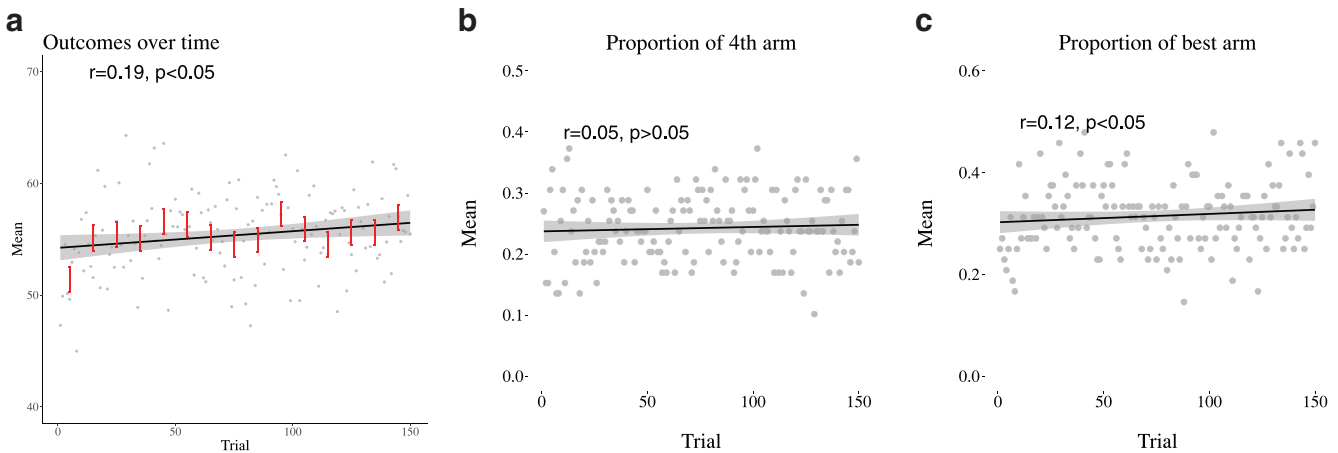 a
Outcomes over time
r=0.19, p<0.05
70
60
50
40
Mean
0
50
100
150
Trial
b
Proportion of 4th arm
r=0.05, p>0.05
0.5
0.4
0.3
0.2
0.1
0.0
Mean
0
50
100
150
Trial
c
Proportion of best arm
r=0.12, p<0.05
0.6
0.4
0.2
0.0
Mean
0
50
100
150
Trial